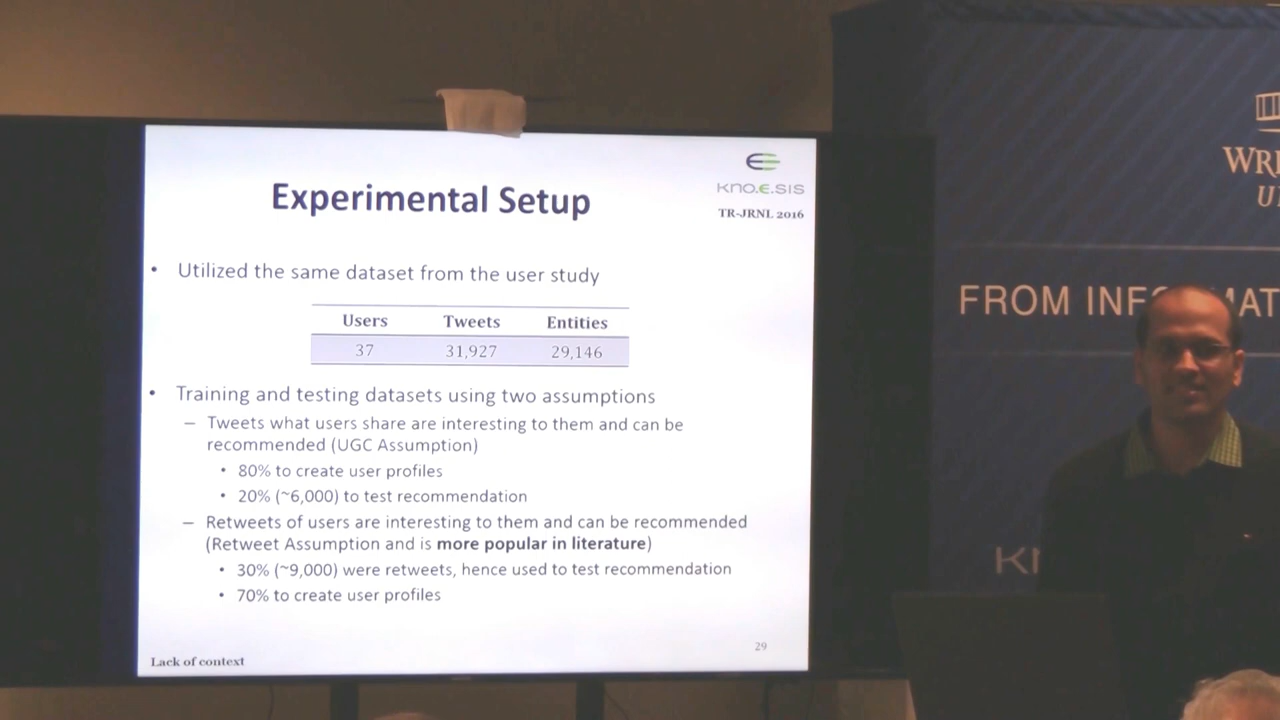 Experimental Setup
KNO.E.SIS
TR-JRNL 2016
• Utilized the same dataset from the user study
Users Tweets Entities
37 31,927 29,146
• Training and testing datasets using two assumptions
– Tweets what users share are interesting to them and can be
recommended (UGC Assumption)
• 80% to create user profiles
• 20% (~6,000) to test recommendation
– Retweets of users are interesting to them and can be recommended
(Retweet Assumption and is more popular in literature)
• 30% (~9,000) were retweets, hence used to test recommendation
• 70% to create user profiles
29
Lack of context
FROM